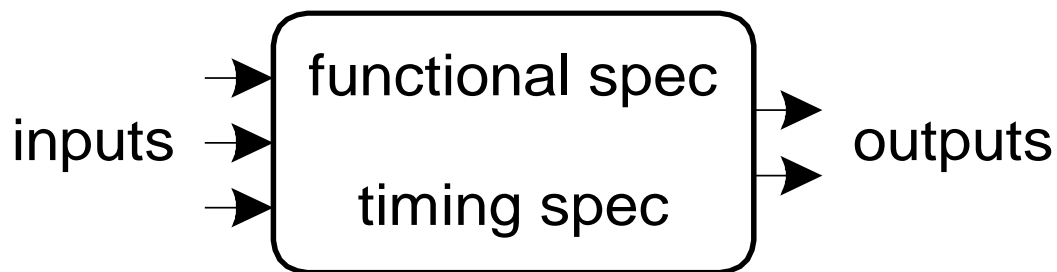 functional spec
inputs
outputs
timing spec